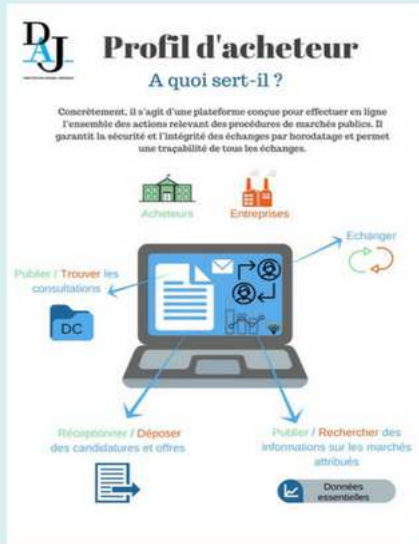 DAJ
Profil d'acheteur
A quoi sert-il ?
Concrètement, il s'agit d'une plateforme conçue pour effectuer en ligne
l'ensemble des actions relevant des procédures de marchés publics. Il
garantit la sécurité et l'intégrité des échanges par horodatage et permet
une traçabilité de tous les échanges.
Acheteurs
Entreprises
Echanger
Publier / Trouver les
consultations
DC
Réceptionner / Déposer
des candidatures et offres
Publier / Rechercher des
informations sur les marchés
attribués
Données
essentielles